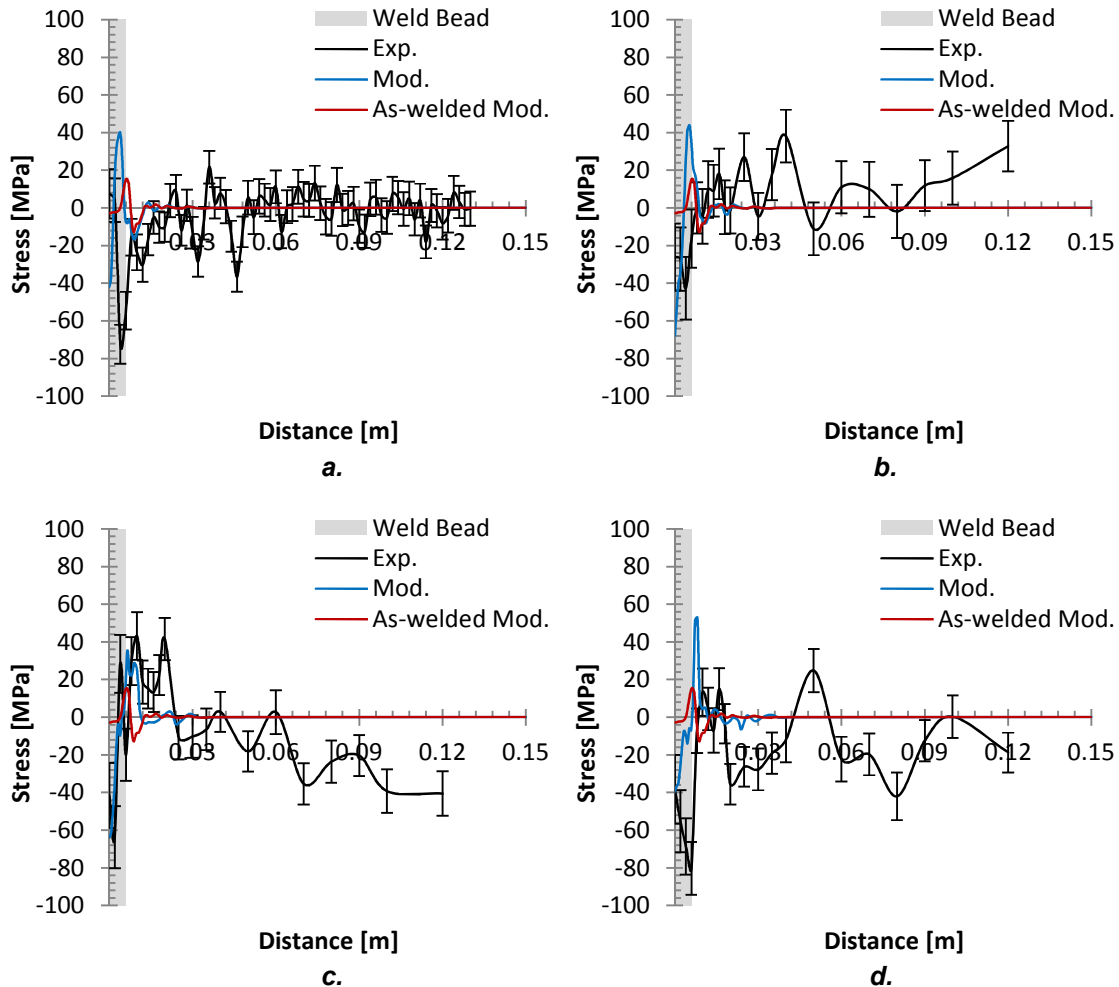 100
80
60
40
20
0
-20
-40
-60
-80
-100
Stress [MPa]
0.03 0.06 0.09 0.12 0.15
Distance [m]
Weld Bead
Exp.
Mod.
As-welded Mod.
a.
100
80
60
40
20
0
-20
-40
-60
-80
-100
Stress [MPa]
0.03 0.06 0.09 0.12 0.15
Distance [m]
Weld Bead
Exp.
Mod.
As-welded Mod.
b.
100
80
60
40
20
0
-20
-40
-60
-80
-100
Stress [MPa]
0.03 0.06 0.09 0.12 0.15
Distance [m]
Weld Bead
Exp.
Mod.
As-welded Mod.
c.
100
80
60
40
20
0
-20
-40
-60
-80
-100
Stress [MPa]
0.03 0.06 0.09 0.12 0.15
Distance [m]
Weld Bead
Exp.
Mod.
As-welded Mod.
d.